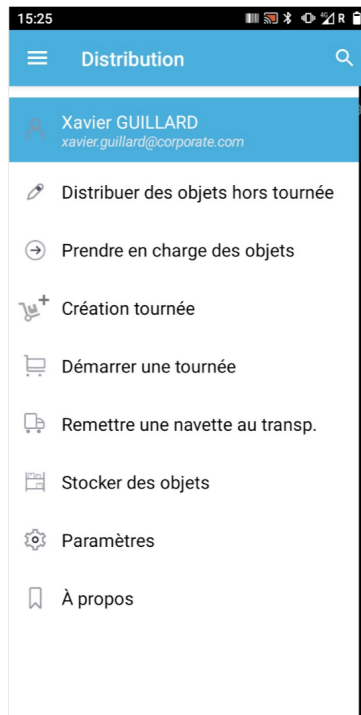 15:25
4G R
Distribution
Xavier GUILLARD
xavier.guillard@corporate.com
Distribuer des objets hors tournée
Prendre en charge des objets
Création tournée
Démarrer une tournée
Remettre une navette au transp.
Stocker des objets
Paramètres
À propos